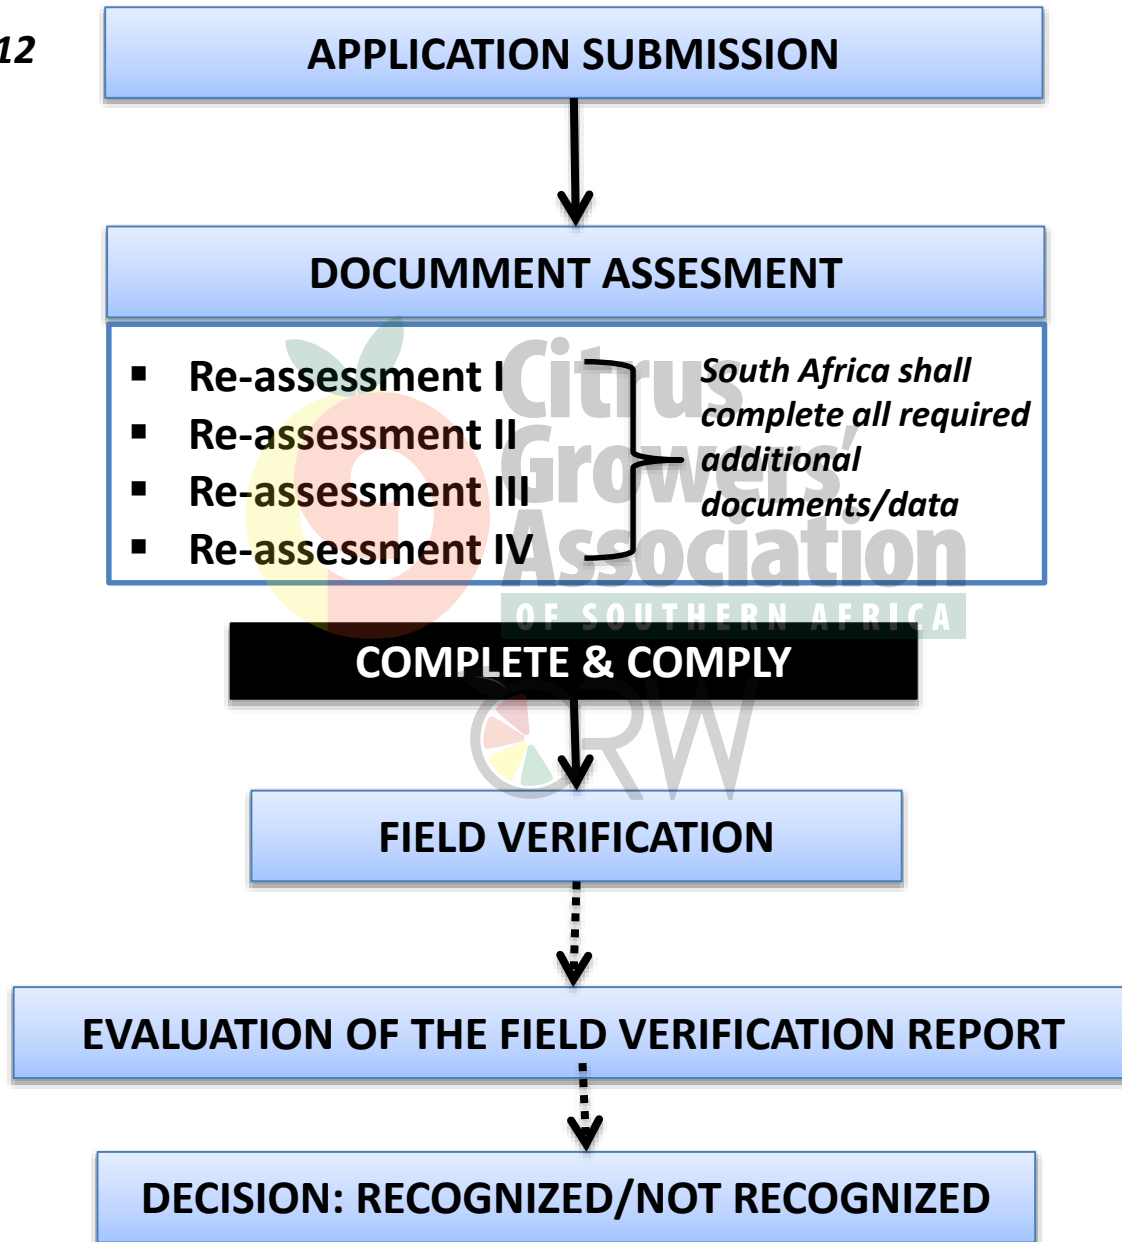 12
APPLICATION SUBMISSION
DOCUMMENT ASSESMENT
▪ Re-assessment I
▪ Re-assessment II
▪ Re-assessment III
▪ Re-assessment IV
South Africa shall
complete all required
additional
documents/data
Citrus
Growers'
Association
OF SOUTHERN AFRICA
COMPLETE & COMPLY
CRW
FIELD VERIFICATION
EVALUATION OF THE FIELD VERIFICATION REPORT
DECISION: RECOGNIZED/NOT RECOGNIZED